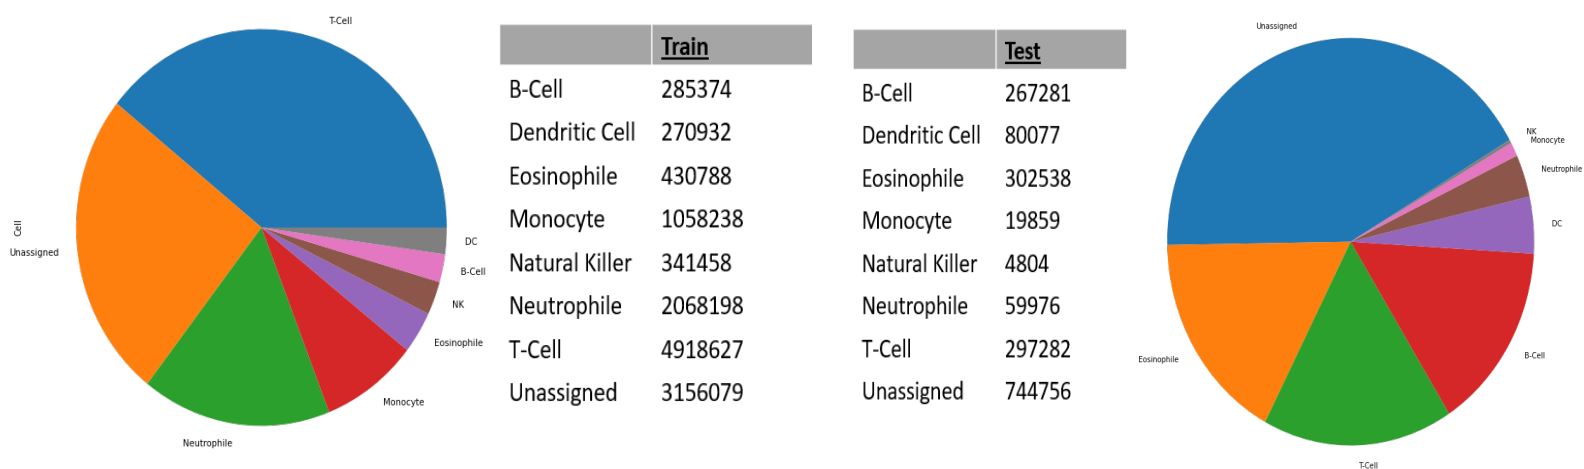 T-Cell
Cell
Unassigned
Neutrophile
Monocyte
Eosinophile
NK
B-Cell
DC
Train
B-Cell 285374
Dendritic Cell 270932
Eosinophile 430788
Monocyte 1058238
Natural Killer 341458
Neutrophile 2068198
T-Cell 4918627
Unassigned 3156079
Test
B-Cell 267281
Dendritic Cell 80077
Eosinophile 302538
Monocyte 19859
Natural Killer 4804
Neutrophile 59976
T-Cell 297282
Unassigned 744756
Unassigned
NK
Monocyte
Neutrophile
DC
B-Cell
T-Cell
Eosinophile